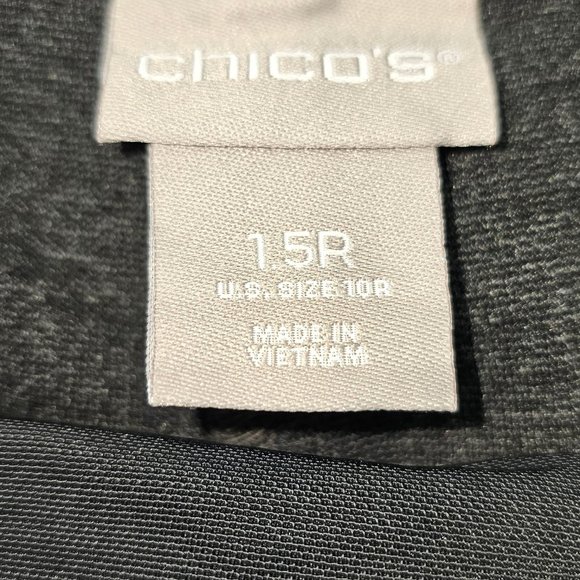 chico's®
1.5R
U.S. SIZE 10R
MADE IN
VIETNAM